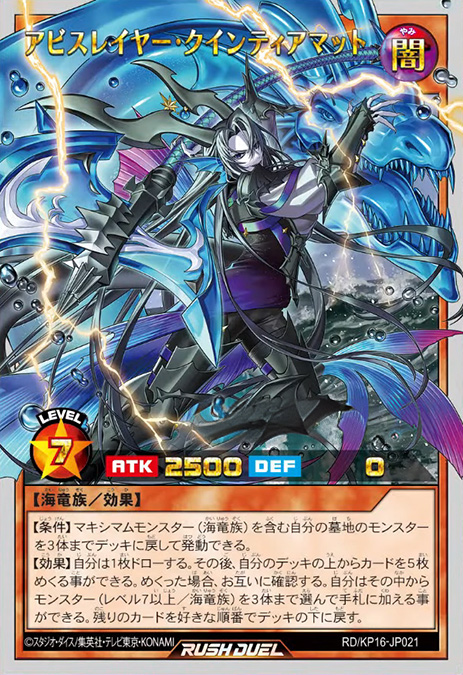 アビスレイヤー・クインティアマット
闇
LEVEL
7
ATK 2500 DEF 0
【海竜族/効果】
【条件】マキシマムモンスター(海竜族)を含む自分の墓地のモンスター
を3体までデッキに戻して発動できる。
【効果】自分は1枚ドローする。その後、自分のデッキの上からカードを5枚
めくる事ができる。めくった場合、お互いに確認する。自分はその中から
モンスター(レベル7以上/海竜族)を3体まで選んで手札に加える事
ができる。残りのカードを好きな順番でデッキの下に戻す。
©スタジオ・ダイス/集英社・テレビ東京・KONAMI
RUSH DUEL
RD/KP16-JP021